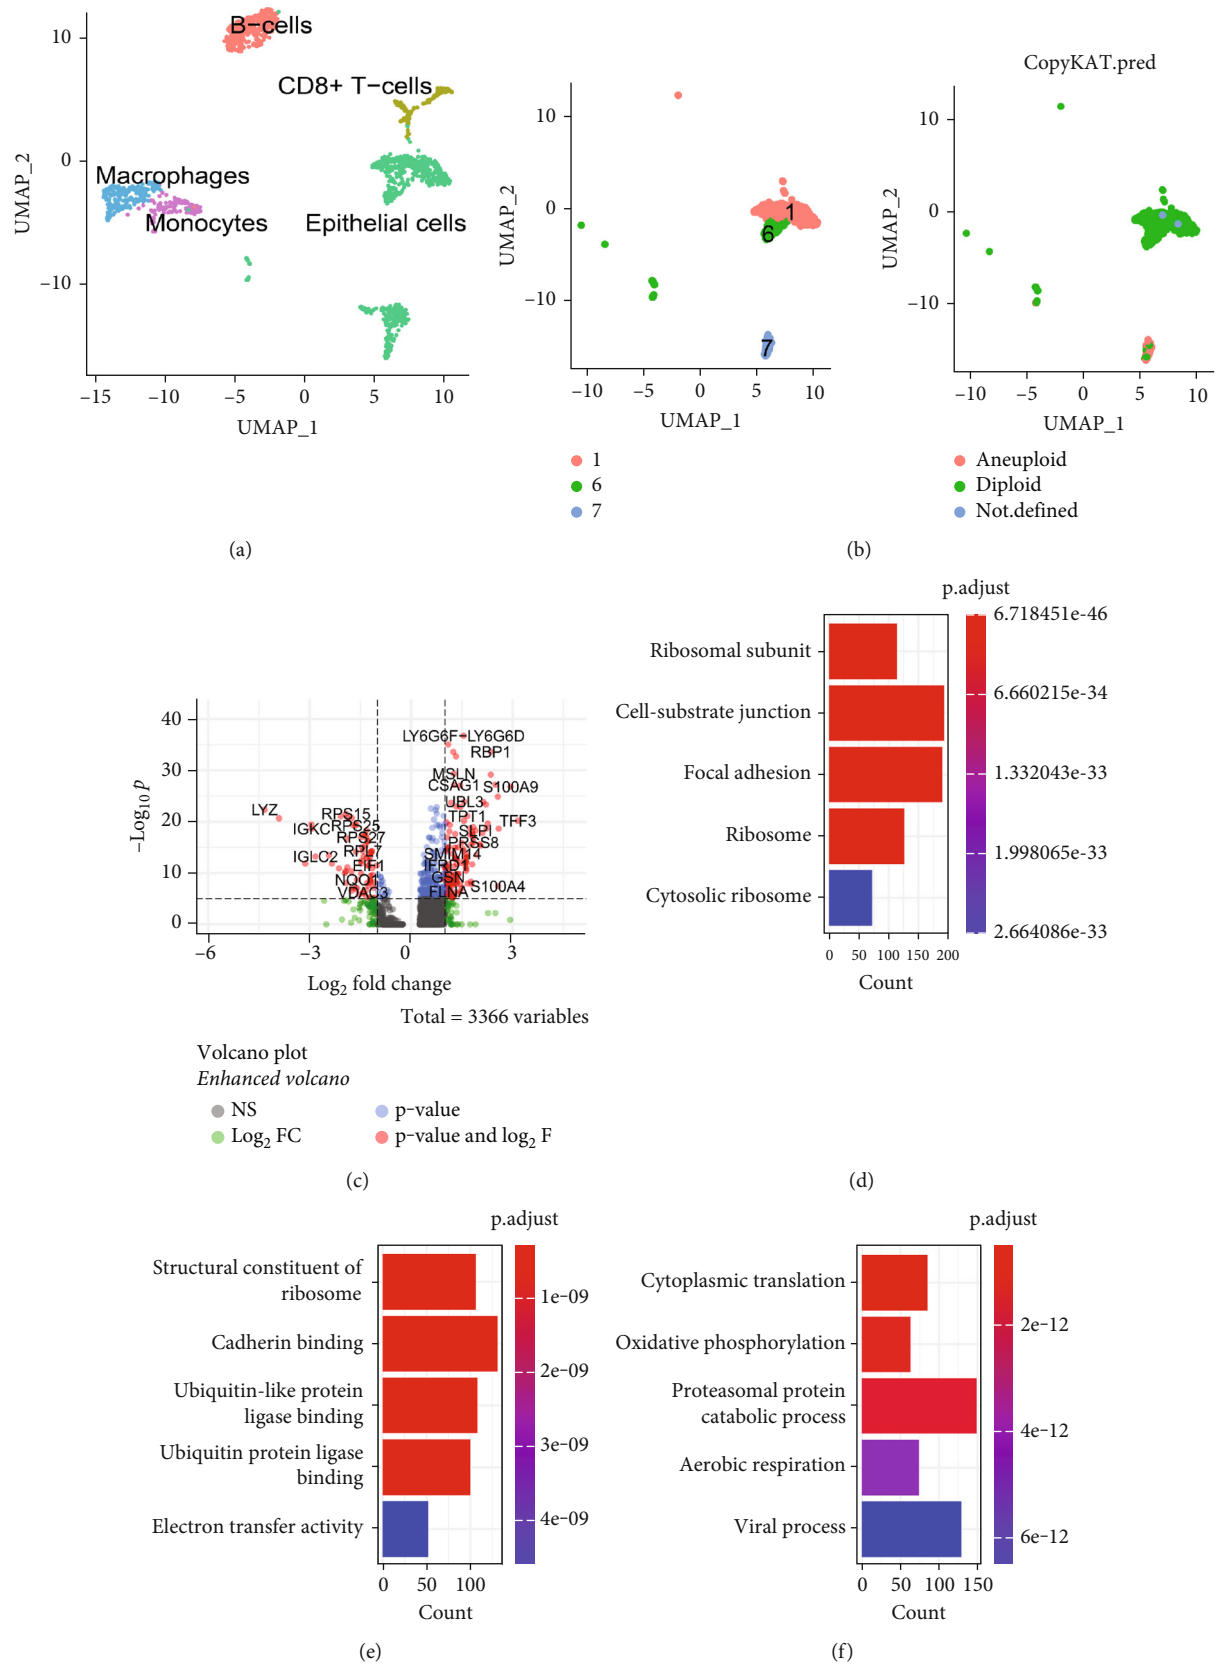 B-cells
CD8+ T-cells
Macrophages
Monocytes
Epithelial cells
UMAP_2
10
0
−10
−15 −10 −5 0 5 10
UMAP_1
(a)
UMAP_2
10
0
−10
1
6
7
−10 −5 0 5 10
UMAP_1
1
6
7
CopyKAT.pred
UMAP_2
10
0
−10
−10 −5 0 5 10
UMAP_1
Aneuploid
Diploid
Not.defined
(b)
−Log10 p
40
30
20
10
0
LY6G6F−LY6G6D
RBP1
MSLN
CSAG1
S100A9
UBL3
LYZ
RPS15
TPT1
TFF3
IGKC
RPS25
SLPI
RPS27
PRSS8
IGLC2
RPL7
SMIM14
EIF1
IFRD1
NQO1
GSN
S100A4
VDAC3
FLNA
−6 −3 0 3
Log2 fold change
Total = 3366 variables
Volcano plot
Enhanced volcano
NS
p-value
Log2 FC
p-value and log2 F
(c)
p.adjust
Ribosomal subunit
Cell-substrate junction
Focal adhesion
Ribosome
Cytosolic ribosome
0 50 100 150 200
Count
6.718451e-46
6.660215e-34
1.332043e-33
1.998065e-33
2.664086e-33
(d)
p.adjust
Structural constituent of
ribosome
Cadherin binding
Ubiquitin-like protein
ligase binding
Ubiquitin protein ligase
binding
Electron transfer activity
0 50 100
Count
1e-09
2e-09
3e-09
4e-09
(e)
p.adjust
Cytoplasmic translation
Oxidative phosphorylation
Proteasomal protein
catabolic process
Aerobic respiration
Viral process
0 50 100 150
Count
2e-12
4e-12
6e-12
(f)